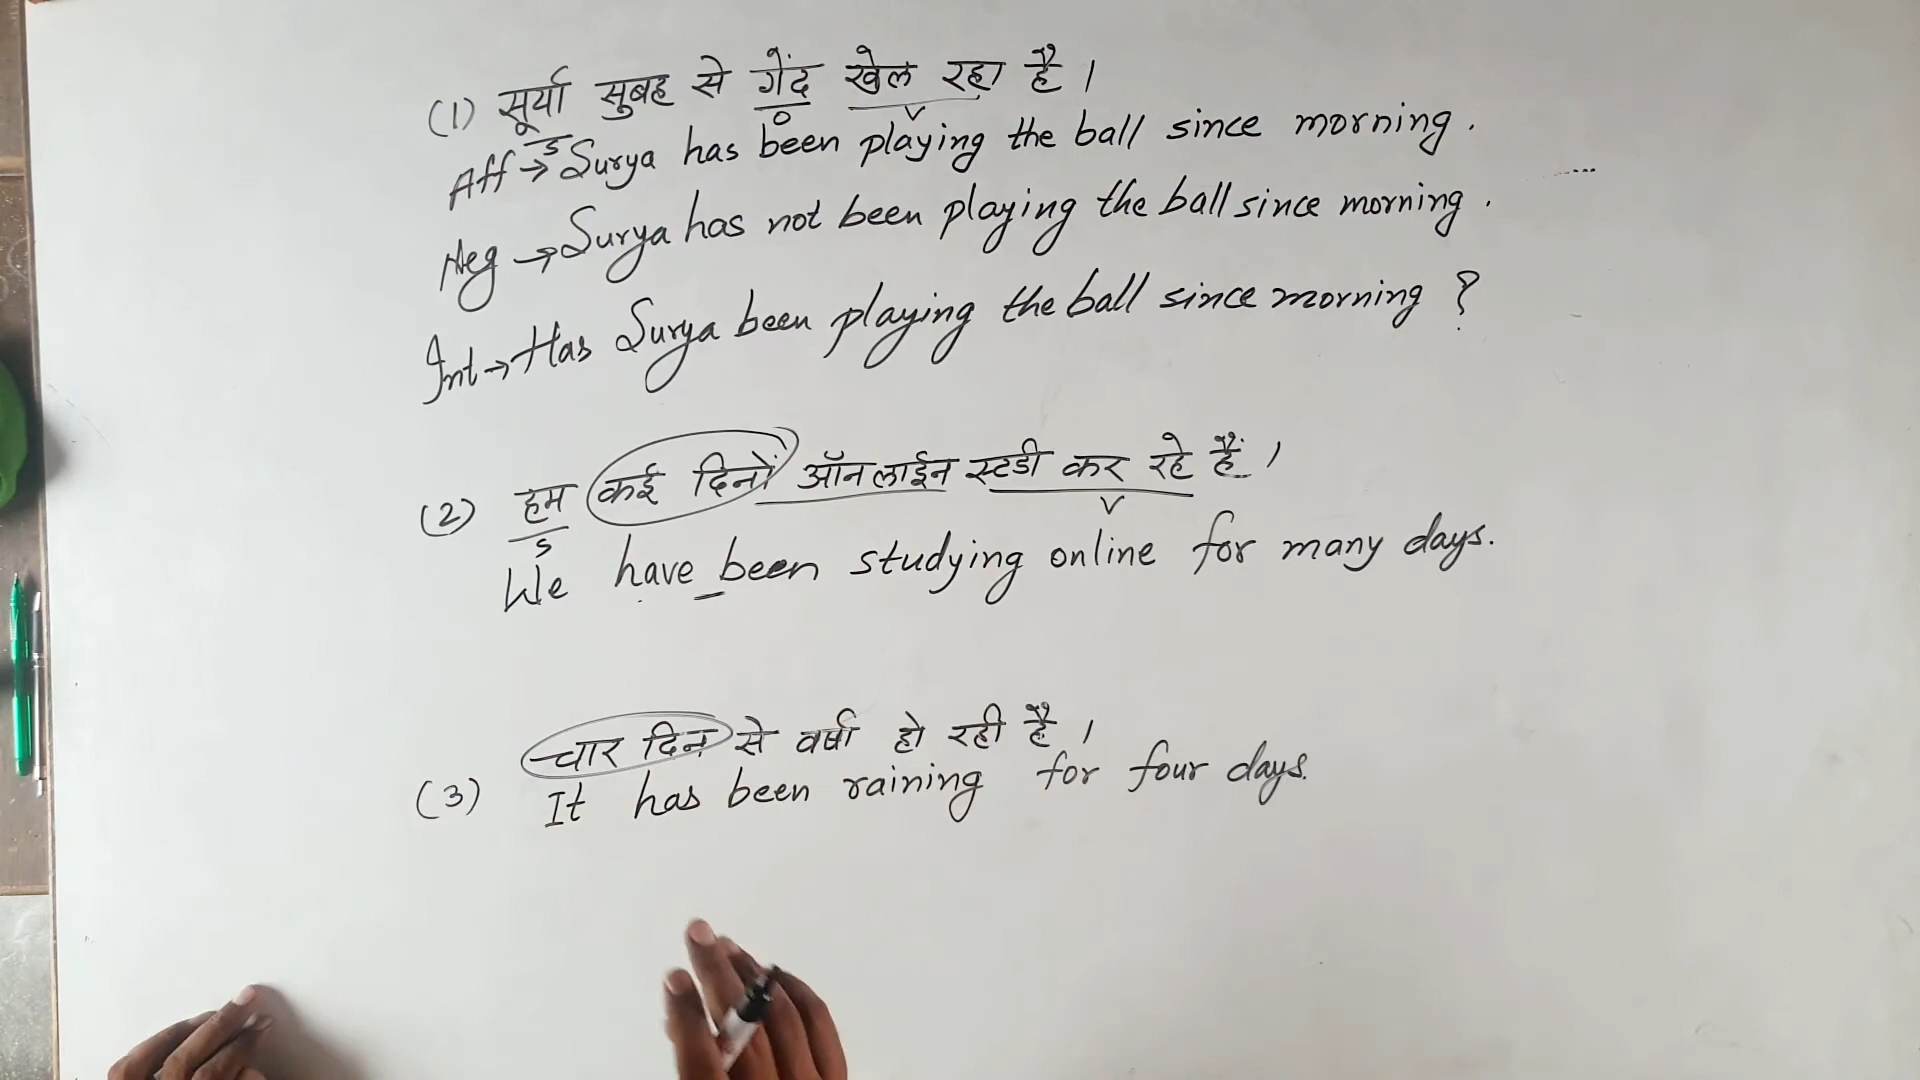 (1) सूर्या सुबह से गेंद खेल रहा है।
S O V
Aff → Surya has been playing the ball since morning.
Neg → Surya has not been playing the ball since morning.
Int → Has Surya been playing the ball since morning ?
(2) हम कई दिनों ऑनलाईन स्टडी कर रहे हैं।
S V
We have been studying online for many days.
(3) चार दिन से वर्षा हो रही है।
It has been raining for four days.